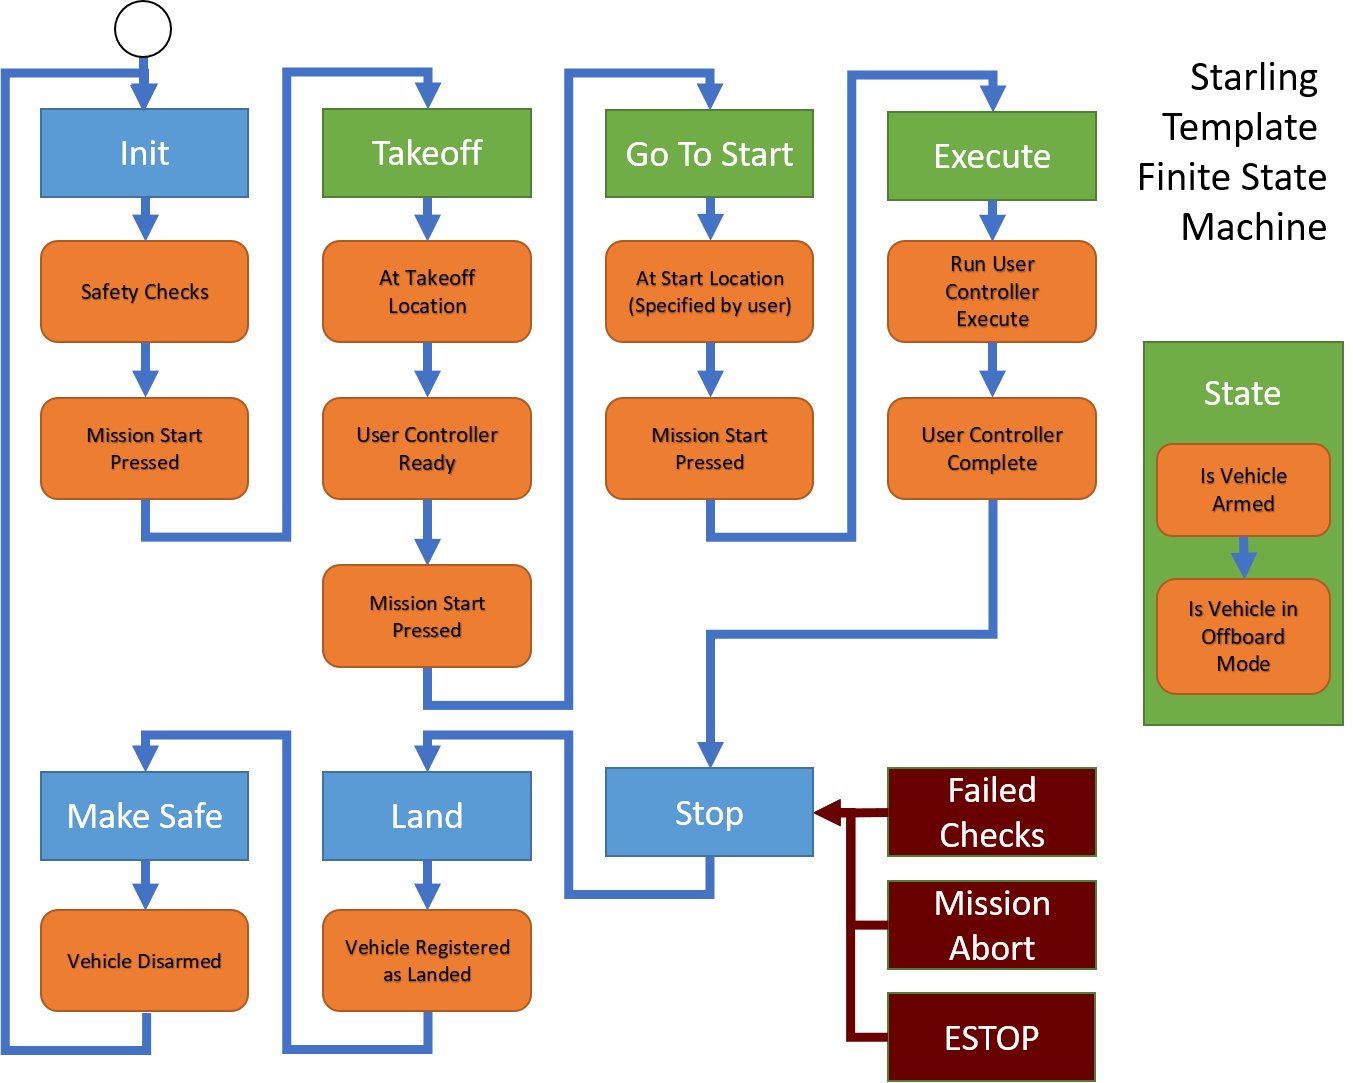 Starling
Template
Finite State
Machine
Init
Safety Checks
Mission Start
Pressed
Takeoff
At Takeoff
Location
User Controller
Ready
Mission Start
Pressed
Go To Start
At Start Location
(Specified by user)
Mission Start
Pressed
Execute
Run User
Controller
Execute
User Controller
Complete
State
Is Vehicle
Armed
Is Vehicle in
Offboard
Mode
Make Safe
Vehicle Disarmed
Land
Vehicle Registered
as Landed
Stop
Failed
Checks
Mission
Abort
ESTOP